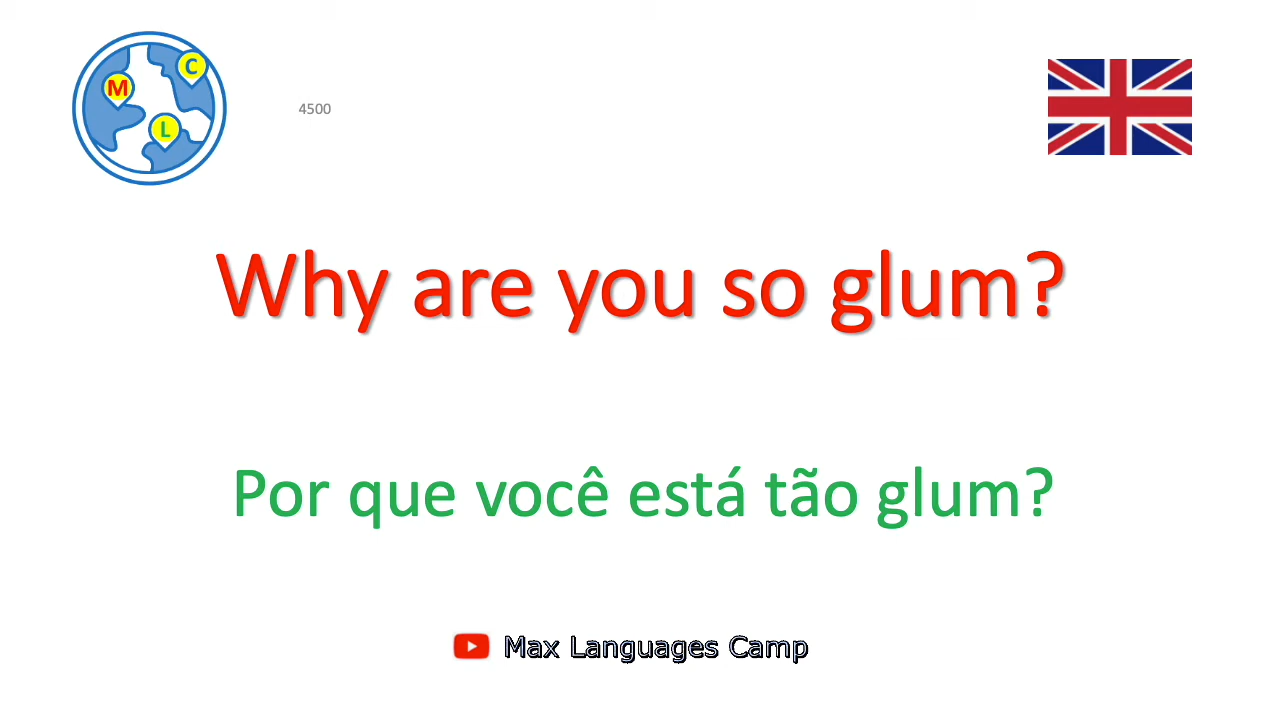 C
M
L
4500
Why are you so glum?
Por que você está tão glum?
Max Languages Camp